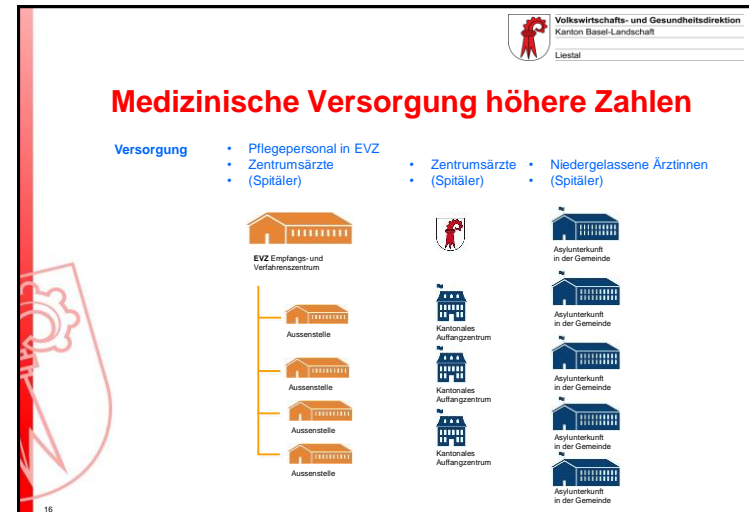 Volkswirtschafts- und Gesundheitsdirektion
Kanton Basel-Landschaft
Liestal
Medizinische Versorgung höhere Zahlen
Versorgung
• Pflegepersonal in EVZ
• Zentrumsärzte
• (Spitäler)
• Zentrumsärzte
• (Spitäler)
• Niedergelassene Ärztinnen
• (Spitäler)
EVZ Empfangs- und
Verfahrenszentrum
Aussenstelle
Aussenstelle
Aussenstelle
Aussenstelle
Kantonales
Auffangzentrum
Kantonales
Auffangzentrum
Kantonales
Auffangzentrum
Asylunterkunft
in der Gemeinde
Asylunterkunft
in der Gemeinde
Asylunterkunft
in der Gemeinde
Asylunterkunft
in der Gemeinde
Asylunterkunft
in der Gemeinde
16